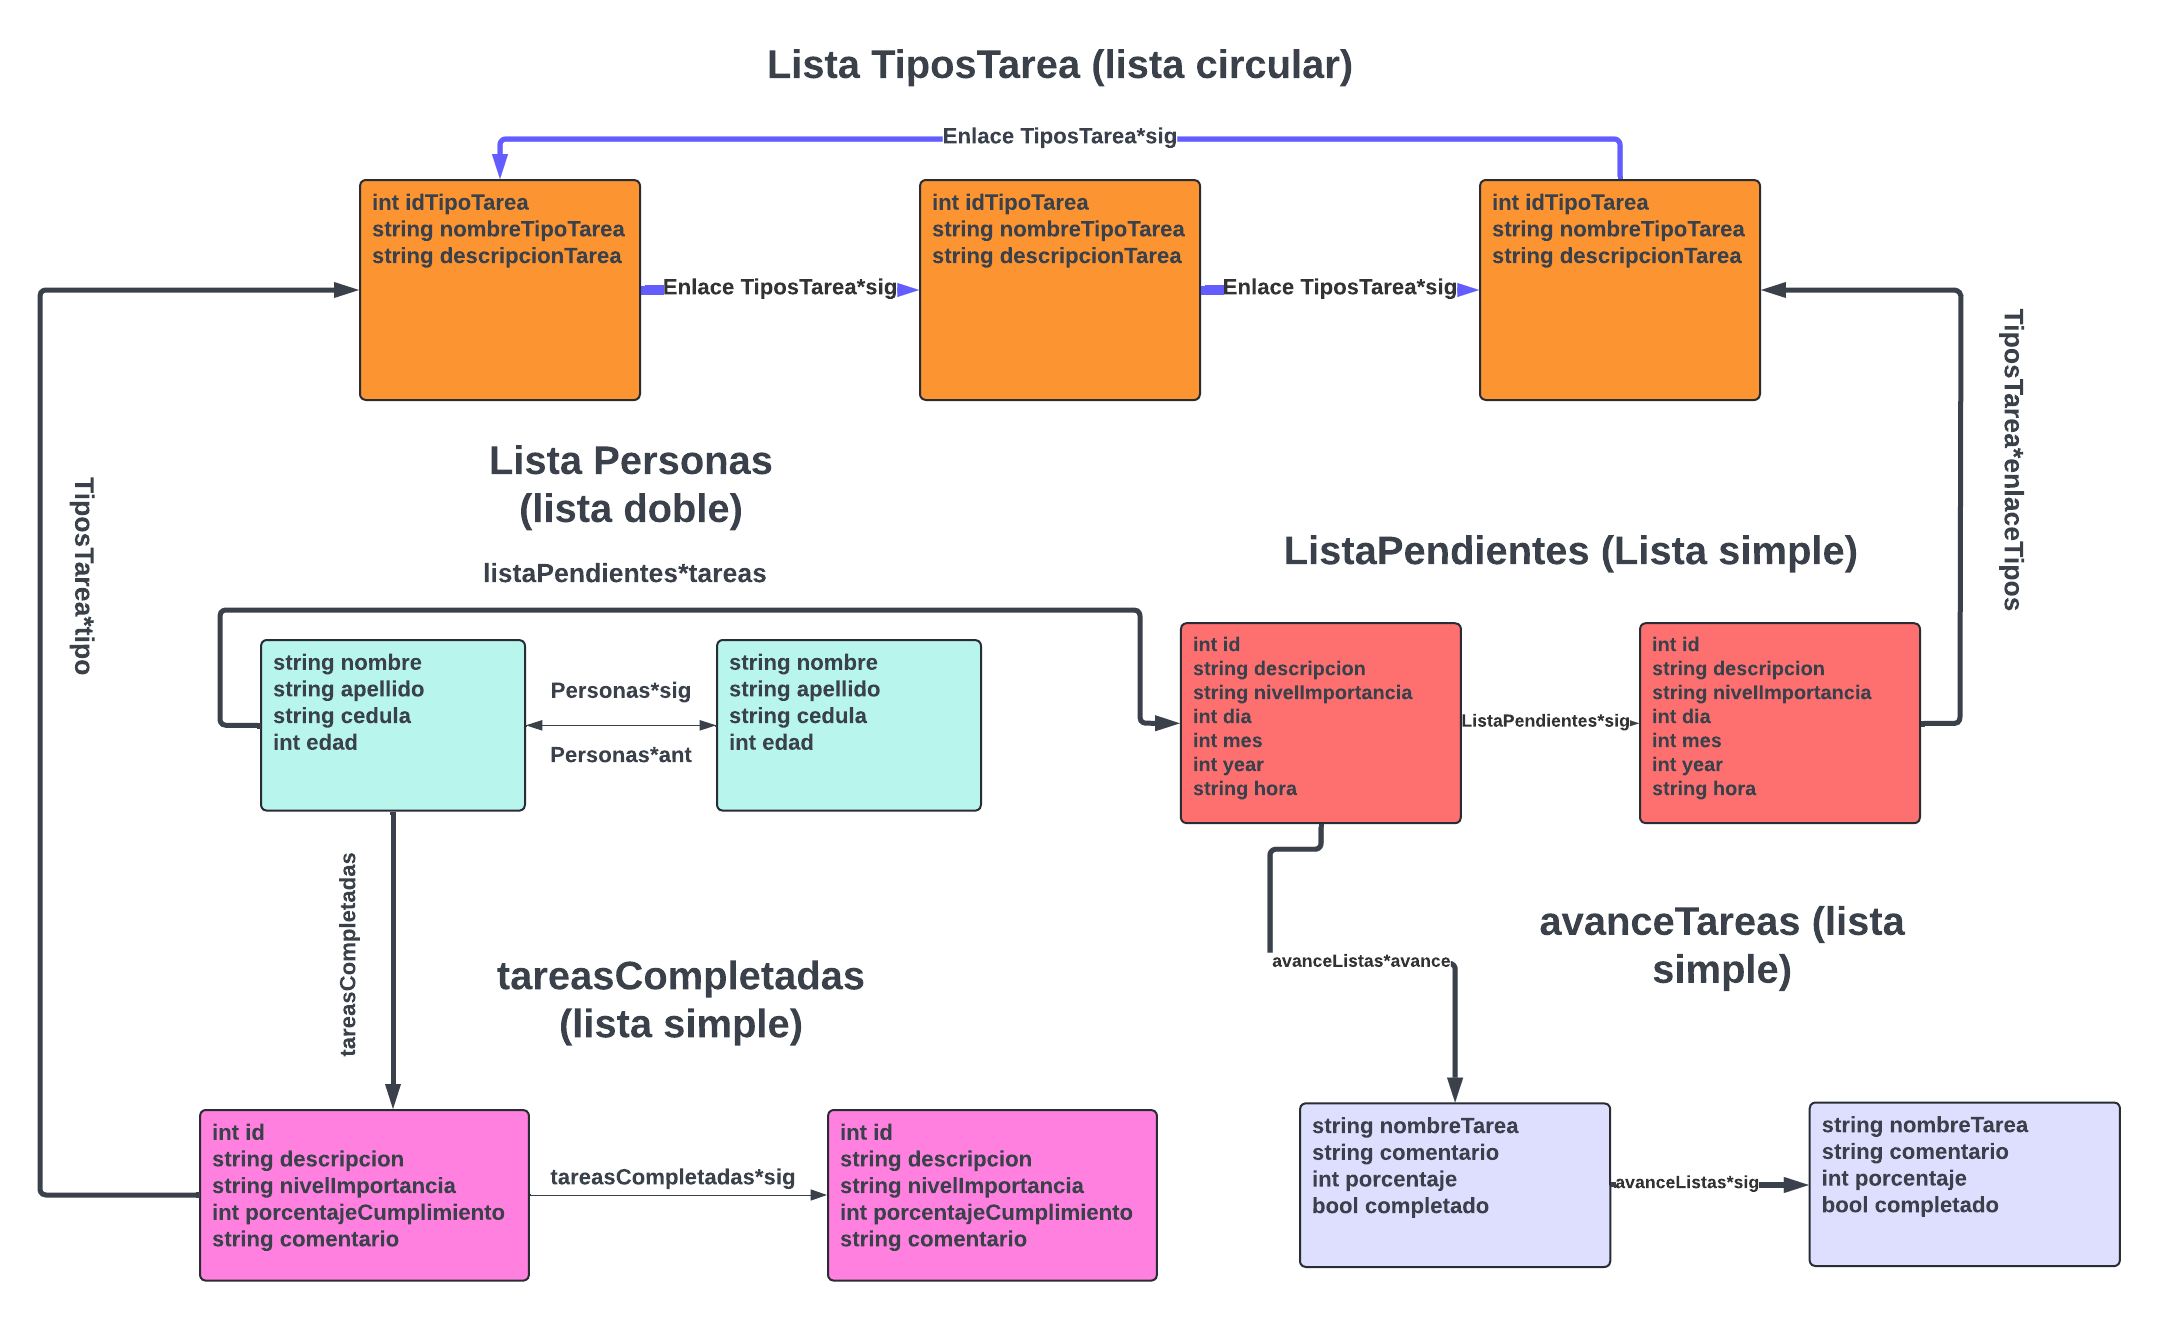 Lista TiposTarea (lista circular)
Enlace TiposTarea*sig
int idTipoTarea
string nombreTipoTarea
string descripcionTarea
Enlace TiposTarea*sig
int idTipoTarea
string nombreTipoTarea
string descripcionTarea
Enlace TiposTarea*sig
int idTipoTarea
string nombreTipoTarea
string descripcionTarea
TiposTarea*tipo
TiposTarea*enlaceTipos
Lista Personas
(lista doble)
listaPendientes*tareas
string nombre
string apellido
string cedula
int edad
Personas*sig
Personas*ant
string nombre
string apellido
string cedula
int edad
ListaPendientes (Lista simple)
int id
string descripcion
string nivelImportancia
int dia
int mes
int year
string hora
ListaPendientes*sig
int id
string descripcion
string nivelImportancia
int dia
int mes
int year
string hora
tareasCompletadas
tareasCompletadas
(lista simple)
int id
string descripcion
string nivelImportancia
int porcentajeCumplimiento
string comentario
tareasCompletadas*sig
int id
string descripcion
string nivelImportancia
int porcentajeCumplimiento
string comentario
avanceTareas (lista
simple)
avanceListas*avance
string nombreTarea
string comentario
int porcentaje
bool completado
avanceListas*sig
string nombreTarea
string comentario
int porcentaje
bool completado